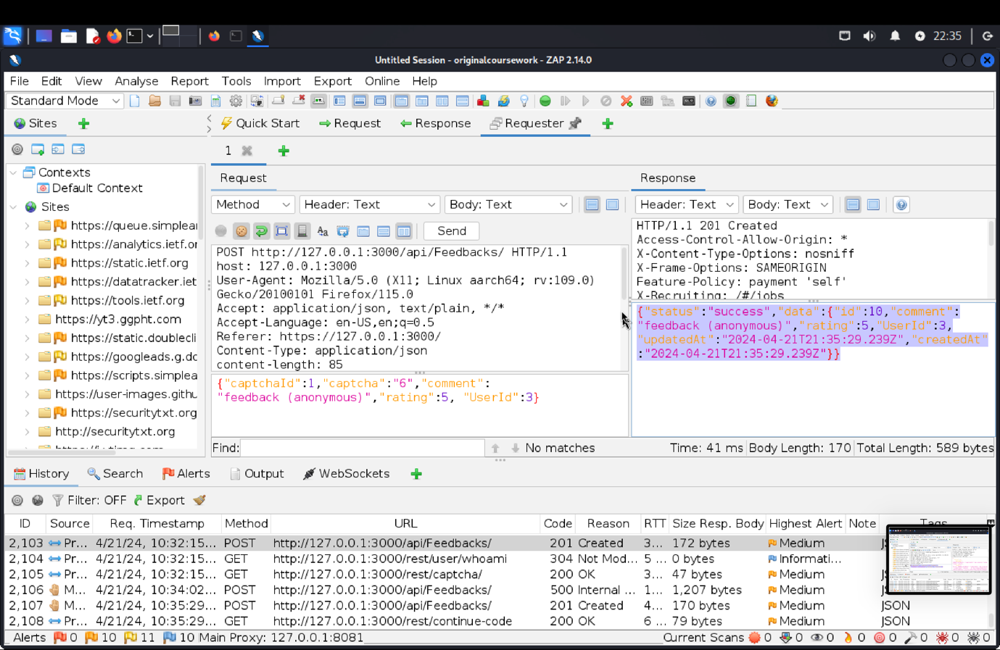 22:35
Untitled Session - originalcoursework - ZAP 2.14.0
File Edit View Analyse Report Tools Import Export Online Help
Standard Mode
Sites
Quick Start Request Response Requester
1
Contexts
Default Context
Sites
https://queue.simplea
https://analytics.ietf.or
https://static.ietf.org
https://datatracker.iet
https://tools.ietf.org
https://yt3.ggpht.com
https://static.doublecli
https://googleads.g.dc
https://scripts.simplea
https://user-images.githu
https://securitytxt.org
http://securitytxt.org
Request
Method Header: Text Body: Text
Send
POST http://127.0.0.1:3000/api/Feedbacks/ HTTP/1.1
host: 127.0.0.1:3000
User-Agent: Mozilla/5.0 (X11; Linux aarch64; rv:109.0)
Gecko/20100101 Firefox/115.0
Accept: application/json, text/plain, */*
Accept-Language: en-US,en;q=0.5
Referer: https://127.0.0.1:3000/
Content-Type: application/json
content-length: 85
{"captchaId":1,"captcha":"6","comment":
"feedback (anonymous)","rating":5, "UserId":3}
Response
Header: Text Body: Text
HTTP/1.1 201 Created
Access-Control-Allow-Origin: *
X-Content-Type-Options: nosniff
X-Frame-Options: SAMEORIGIN
Feature-Policy: payment 'self'
X-Recruiting: /#/jobs
{"status":"success","data":{"id":10,"comment":
"feedback (anonymous)","rating":5,"UserId":3,
"updatedAt":"2024-04-21T21:35:29.239Z","createdAt"
:"2024-04-21T21:35:29.239Z"}}
Find: No matches Time: 41 ms Body Length: 170 Total Length: 589 bytes
History Search Alerts Output WebSockets
Filter: OFF Export
ID Source Req. Timestamp Method URL Code Reason RTT Size Resp. Body Highest Alert Note Tags
2,103 Pr... 4/21/24, 10:32:15... POST http://127.0.0.1:3000/api/Feedbacks/ 201 Created 3... 172 bytes Medium
2,104 Pr... 4/21/24, 10:32:15... GET http://127.0.0.1:3000/rest/user/whoami 304 Not Mod... 5 ... 0 bytes Informati...
2,105 Pr... 4/21/24, 10:32:15... GET http://127.0.0.1:3000/rest/captcha/ 200 OK 3... 47 bytes Medium
2,106 M... 4/21/24, 10:34:02... POST http://127.0.0.1:3000/api/Feedbacks/ 500 Internal ... 1... 1,207 bytes Medium
2,107 M... 4/21/24, 10:35:29... POST http://127.0.0.1:3000/api/Feedbacks/ 201 Created 4... 170 bytes Medium JSON
2,108 Pr... 4/21/24, 10:35:29... GET http://127.0.0.1:3000/rest/continue-code 200 OK 6 ... 79 bytes Medium JSON
Alerts 0 10 11 10 Main Proxy: 127.0.0.1:8081 Current Scans 0 0 0 0 0 0 0 0